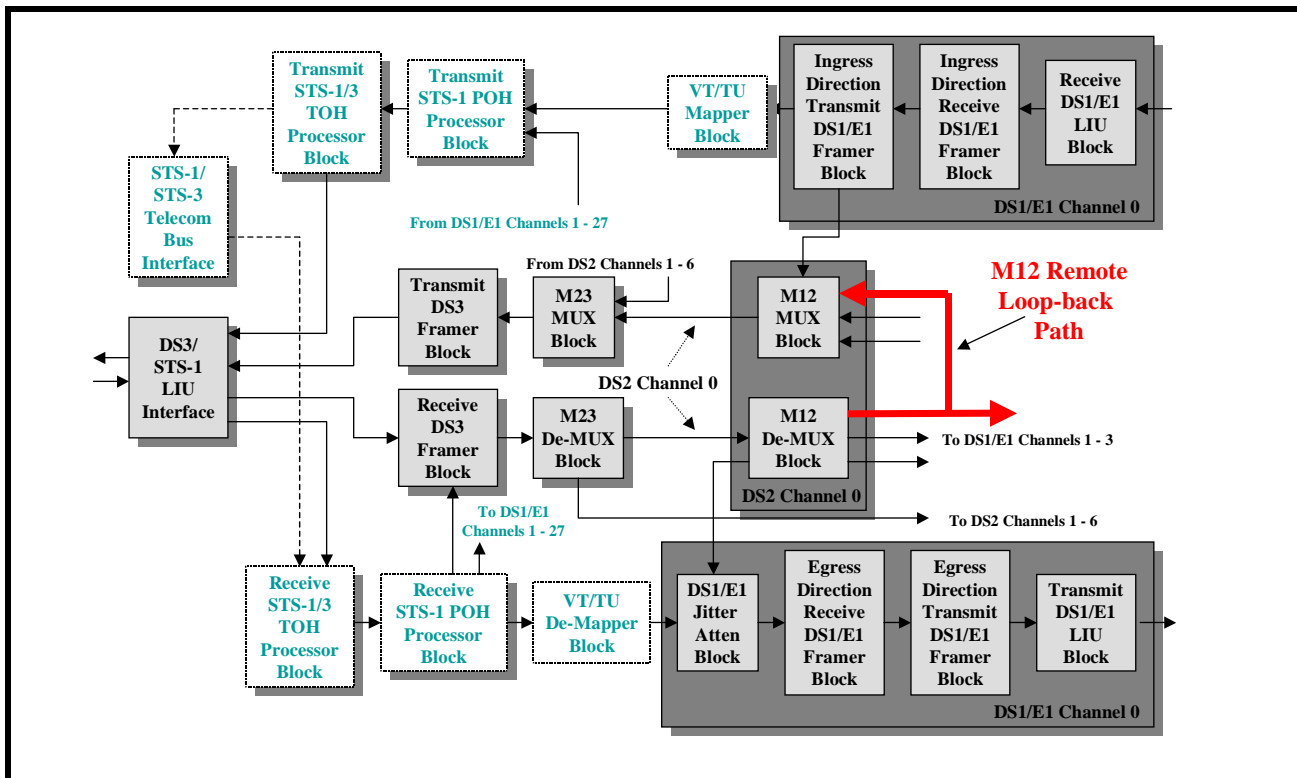 Transmit
STS-1/3
TOH
Processor
Block
Transmit
STS-1 POH
Processor
Block
VT/TU
Mapper
Block
Ingress
Direction
Transmit
DS1/E1
Framer
Block
Ingress
Direction
Receive
DS1/E1
Framer
Block
Receive
DS1/E1
LIU
Block
DS1/E1 Channel 0
STS-1/
STS-3
Telecom
Bus
Interface
From DS1/E1 Channels 1 - 27
From DS2 Channels 1 - 6
Transmit
DS3
Framer
Block
M23
MUX
Block
M12
MUX
Block
M12 Remote
Loop-back
Path
DS3/
STS-1
LIU
Interface
DS2 Channel 0
Receive
DS3
Framer
Block
M23
De-MUX
Block
M12
De-MUX
Block
To DS1/E1 Channels 1 - 3
DS2 Channel 0
To DS1/E1
Channels 1 - 27
To DS2 Channels 1 - 6
Receive
STS-1/3
TOH
Processor
Block
Receive
STS-1 POH
Processor
Block
VT/TU
De-Mapper
Block
DS1/E1
Jitter
Atten
Block
Egress
Direction
Receive
DS1/E1
Framer
Block
Egress
Direction
Transmit
DS1/E1
Framer
Block
Transmit
DS1/E1
LIU
Block
DS1/E1 Channel 0